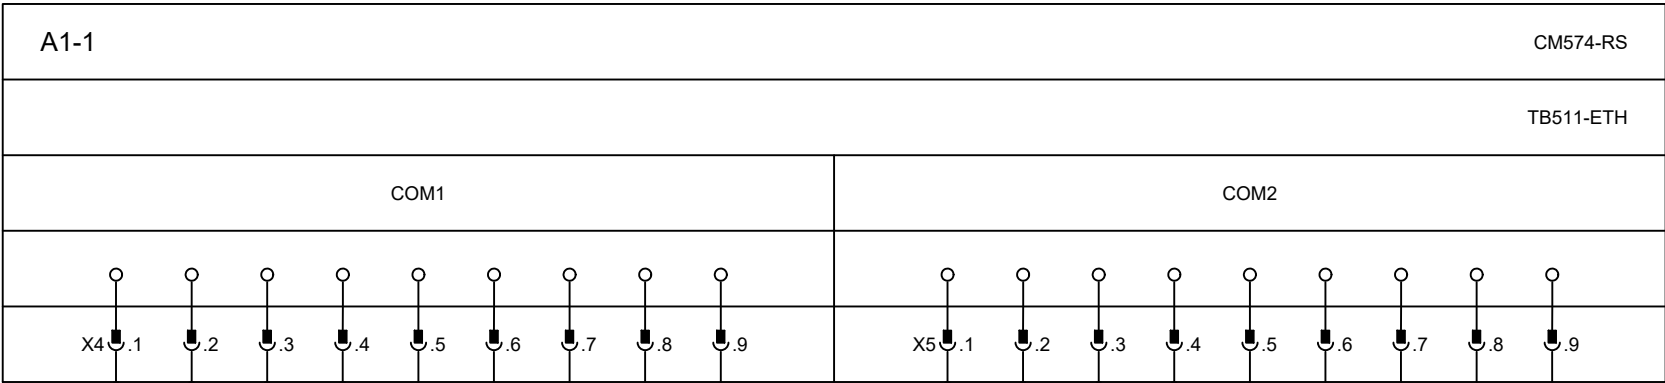 A1-1 CM574-RS
TB511-ETH
COM1 COM2
X4 .1 .2 .3 .4 .5 .6 .7 .8 .9 X5 .1 .2 .3 .4 .5 .6 .7 .8 .9